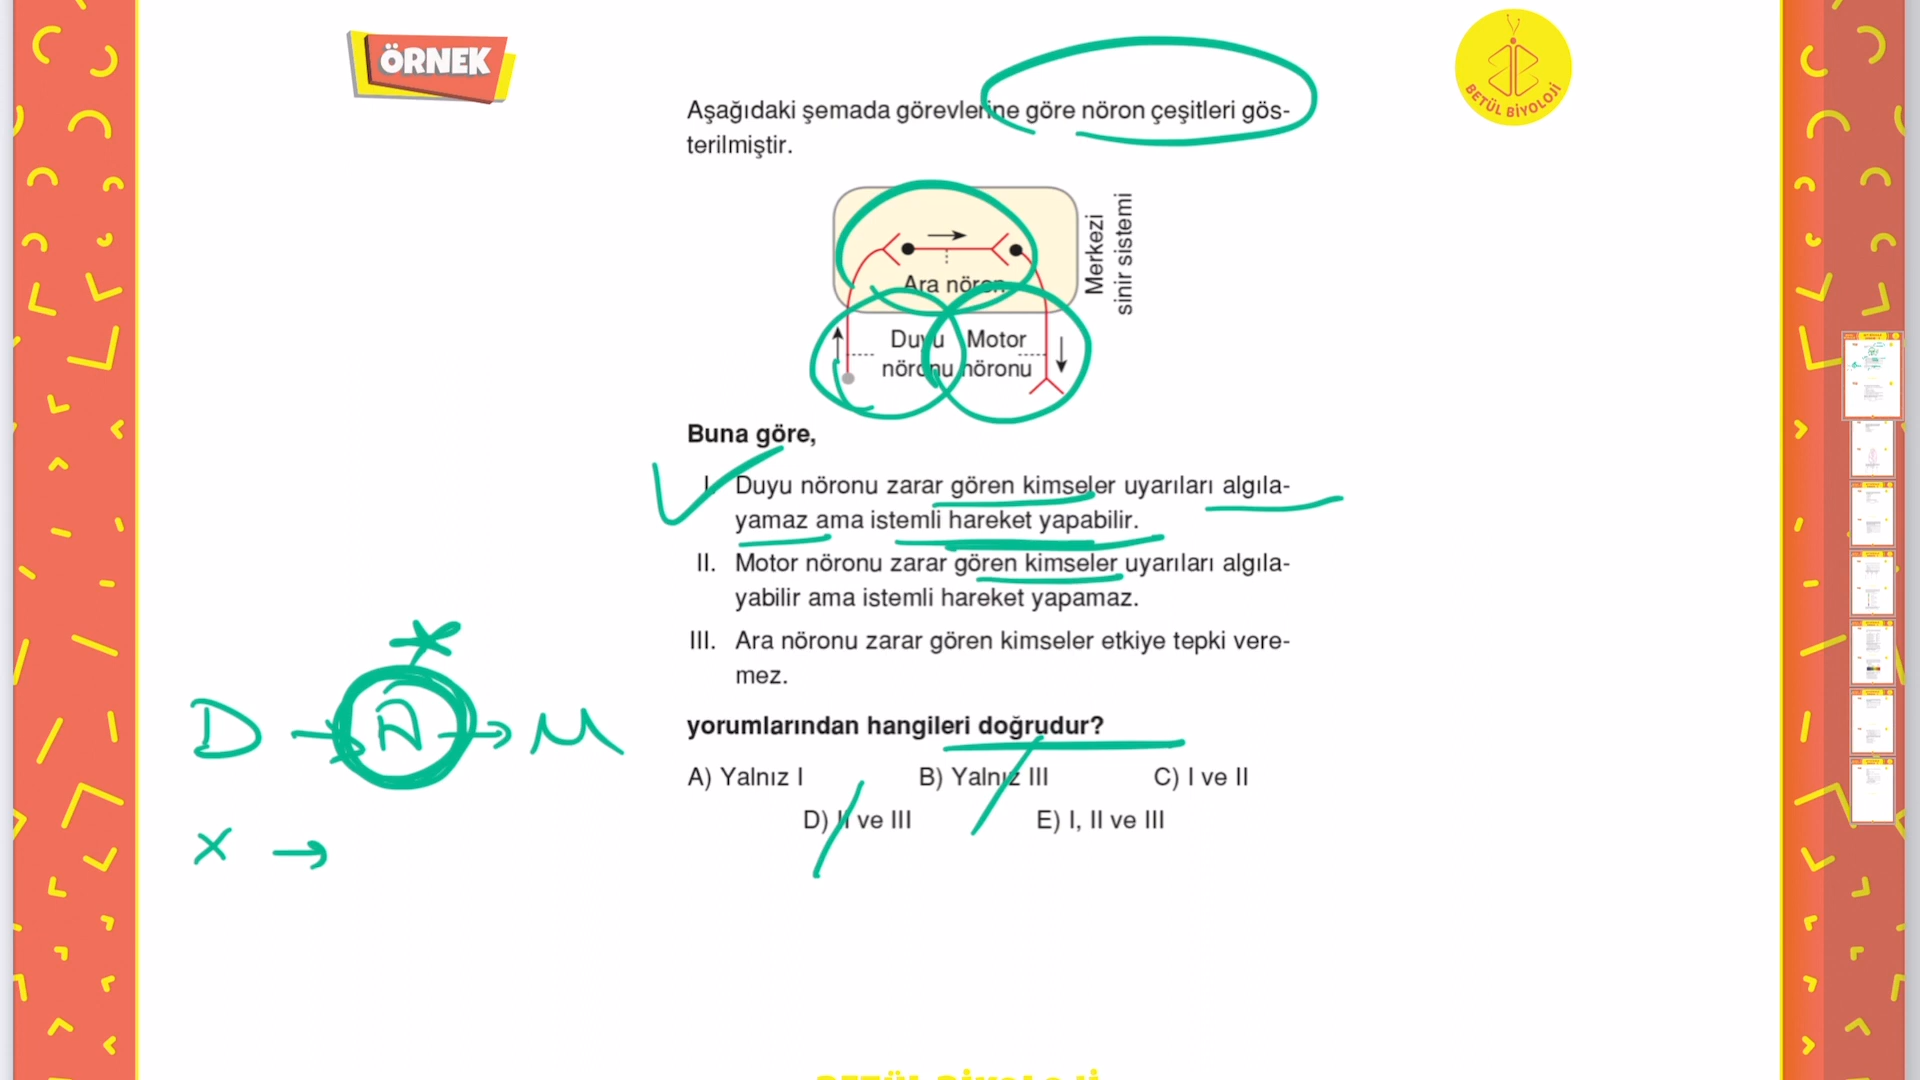 ÖRNEK
BETÜL BİYOLOJİ
Aşağıdaki şemada görevlerine göre nöron çeşitleri gös-
terilmiştir.
Ara nöron
Merkezi
sinir sistemi
Duyu Motor
nöronu nöronu
Buna göre,
I. Duyu nöronu zarar gören kimseler uyarıları algıla-
yamaz ama istemli hareket yapabilir.
II. Motor nöronu zarar gören kimseler uyarıları algıla-
yabilir ama istemli hareket yapamaz.
III. Ara nöronu zarar gören kimseler etkiye tepki vere-
mez.
yorumlarından hangileri doğrudur?
A) Yalnız I B) Yalnız III C) I ve II
D) II ve III E) I, II ve III
D → A → M
X →
BETÜL BİYOLOJİ